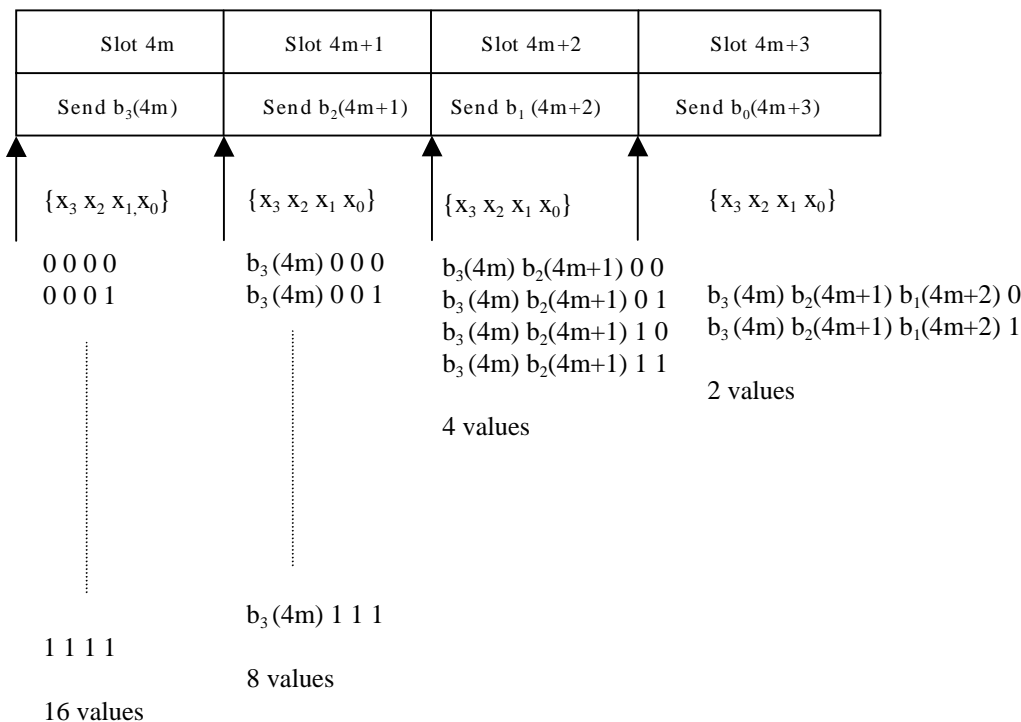 Slot 4m Slot 4m+1 Slot 4m+2 Slot 4m+3
Send b₃(4m) Send b₂(4m+1) Send b₁ (4m+2) Send b₀(4m+3)
{x₃ x₂ x₁,x₀} {x₃ x₂ x₁ x₀} {x₃ x₂ x₁ x₀} {x₃ x₂ x₁ x₀}
0 0 0 0
0 0 0 1
1 1 1 1
16 values
b₃ (4m) 0 0 0
b₃ (4m) 0 0 1
b₃ (4m) 1 1 1
8 values
b₃(4m) b₂(4m+1) 0 0
b₃ (4m) b₂(4m+1) 0 1
b₃ (4m) b₂(4m+1) 1 0
b₃ (4m) b₂(4m+1) 1 1
4 values
b₃ (4m) b₂(4m+1) b₁(4m+2) 0
b₃ (4m) b₂(4m+1) b₁(4m+2) 1
2 values